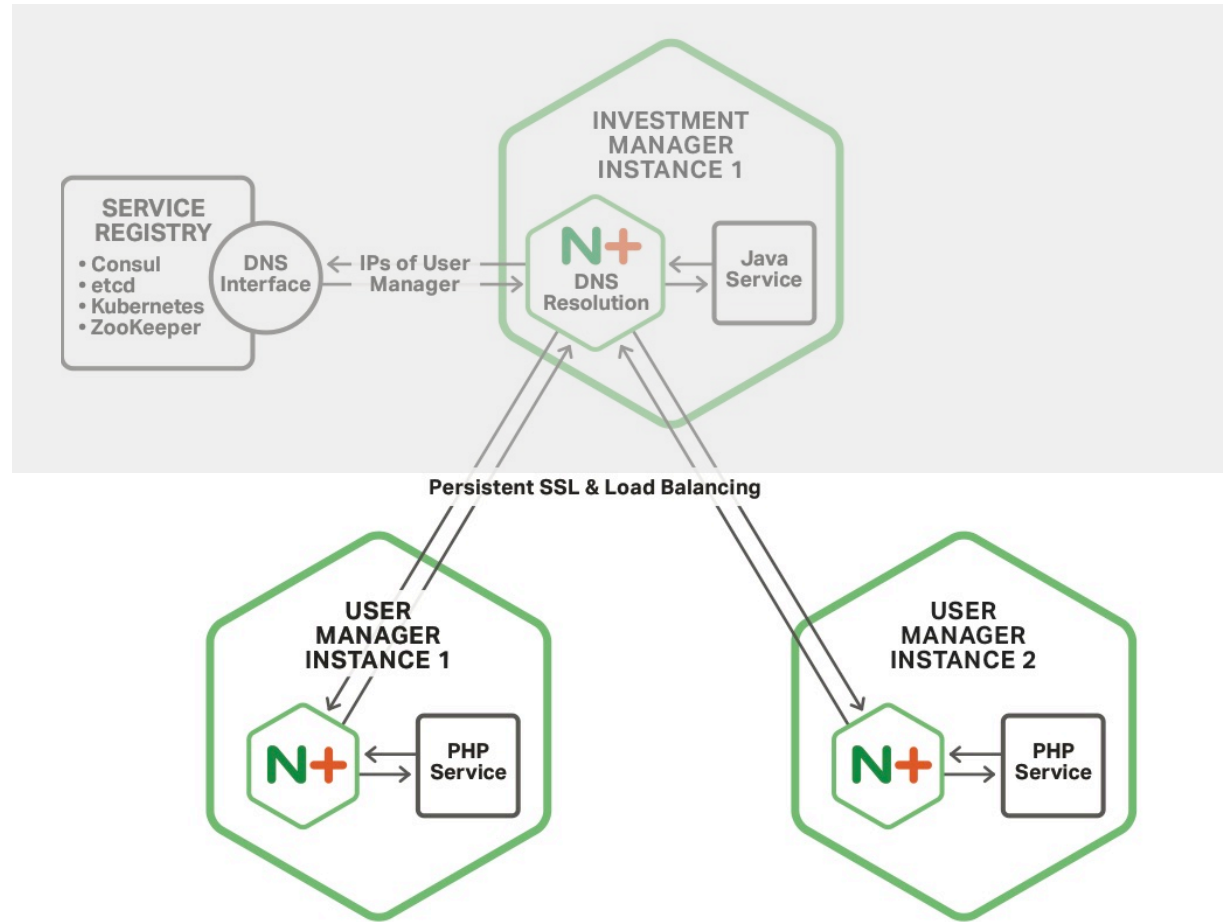 INVESTMENT
MANAGER
INSTANCE 1
SERVICE
REGISTRY
• Consul
• etcd
• Kubernetes
• ZooKeeper
DNS
Interface
IPs of User
Manager
N+
DNS
Resolution
Java
Service
Persistent SSL & Load Balancing
USER
MANAGER
INSTANCE 1
N+
PHP
Service
USER
MANAGER
INSTANCE 2
N+
PHP
Service